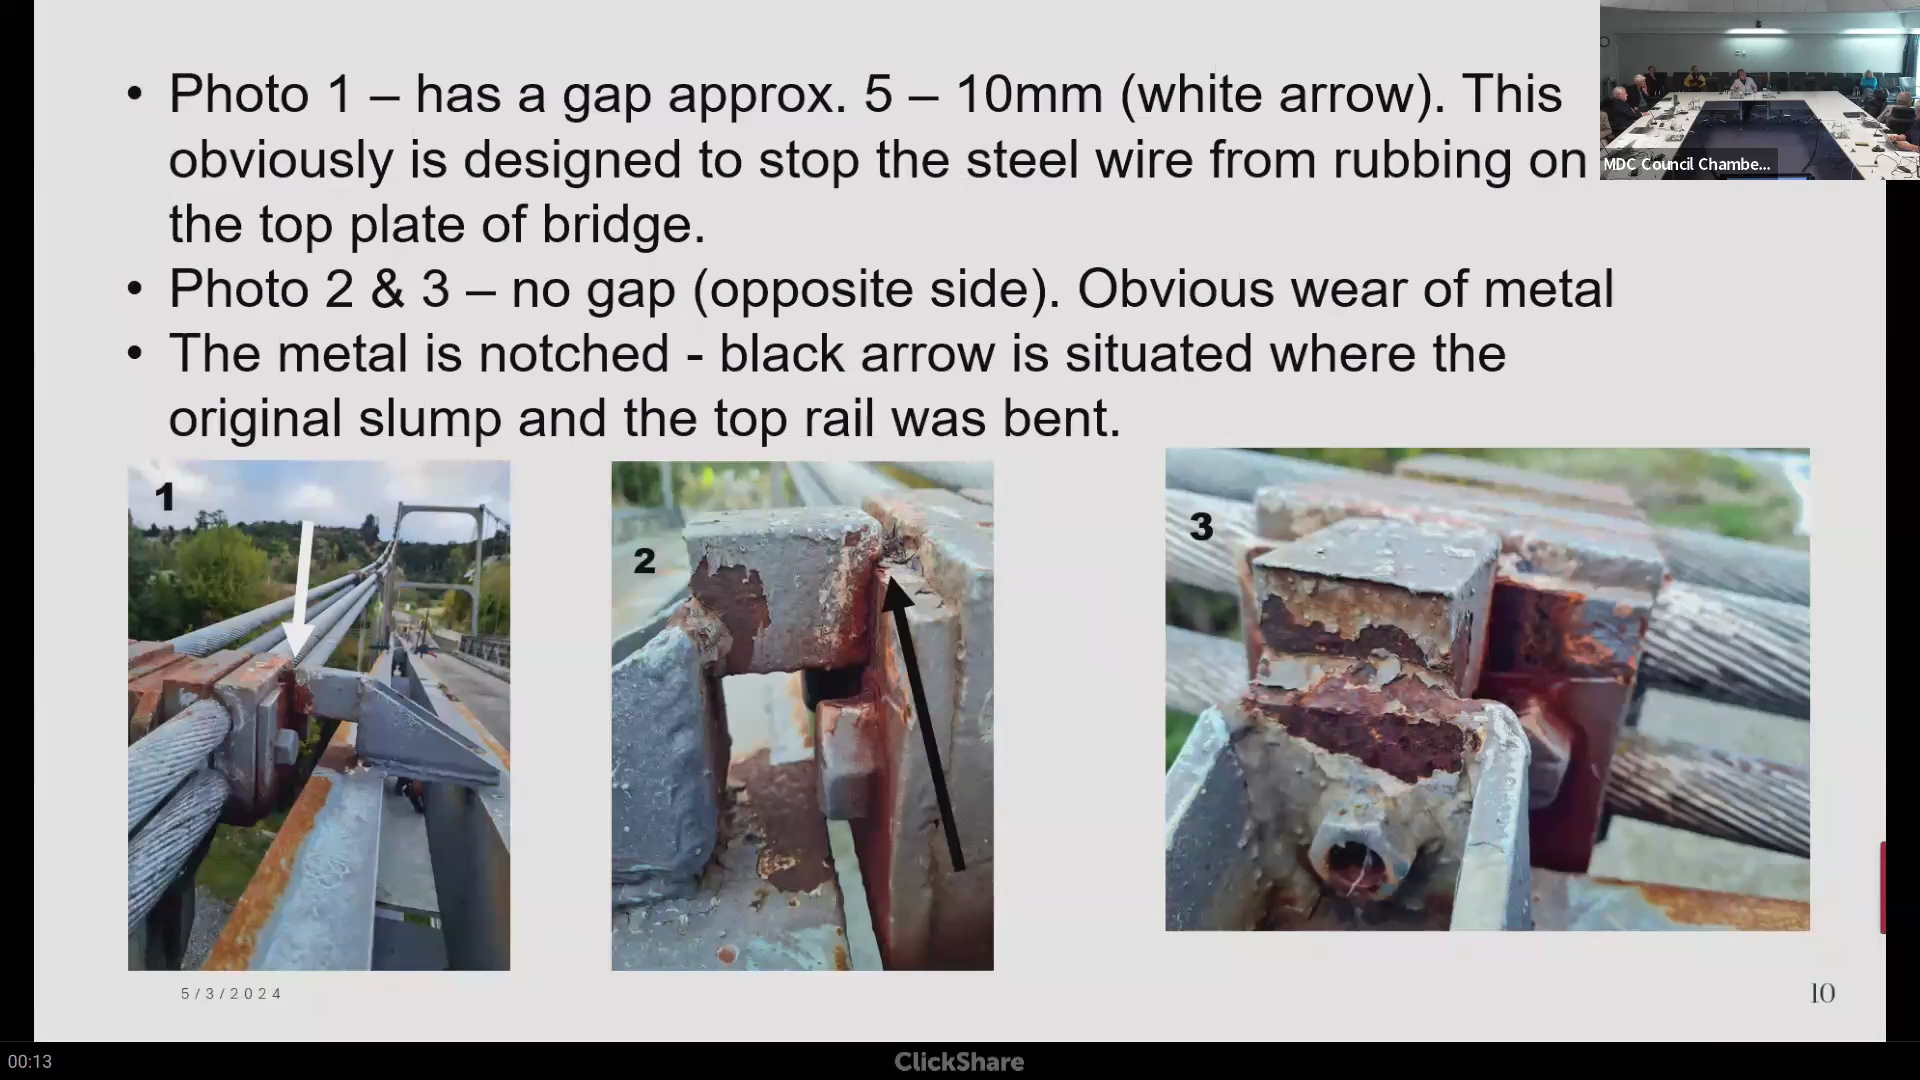 • Photo 1 – has a gap approx. 5 – 10mm (white arrow). This
obviously is designed to stop the steel wire from rubbing on
the top plate of bridge.
• Photo 2 & 3 – no gap (opposite side). Obvious wear of metal
• The metal is notched - black arrow is situated where the
original slump and the top rail was bent.
MDC Council Chambe...
1
2
3
5/3/2024
10
00:13
ClickShare